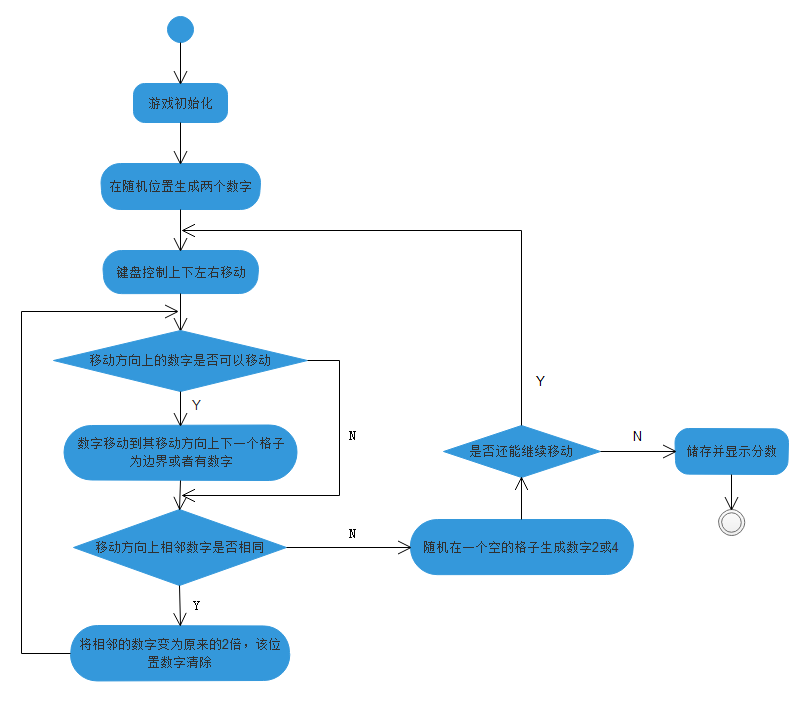 游戏初始化
在随机位置生成两个数字
键盘控制上下左右移动
移动方向上的数字是否可以移动
Y
N
数字移动到其移动方向上下一个格子
为边界或者有数字
移动方向上相邻数字是否相同
N
Y
将相邻的数字变为原来的2倍，该位
置数字清除
随机在一个空的格子生成数字2或4
是否还能继续移动
Y
N
储存并显示分数